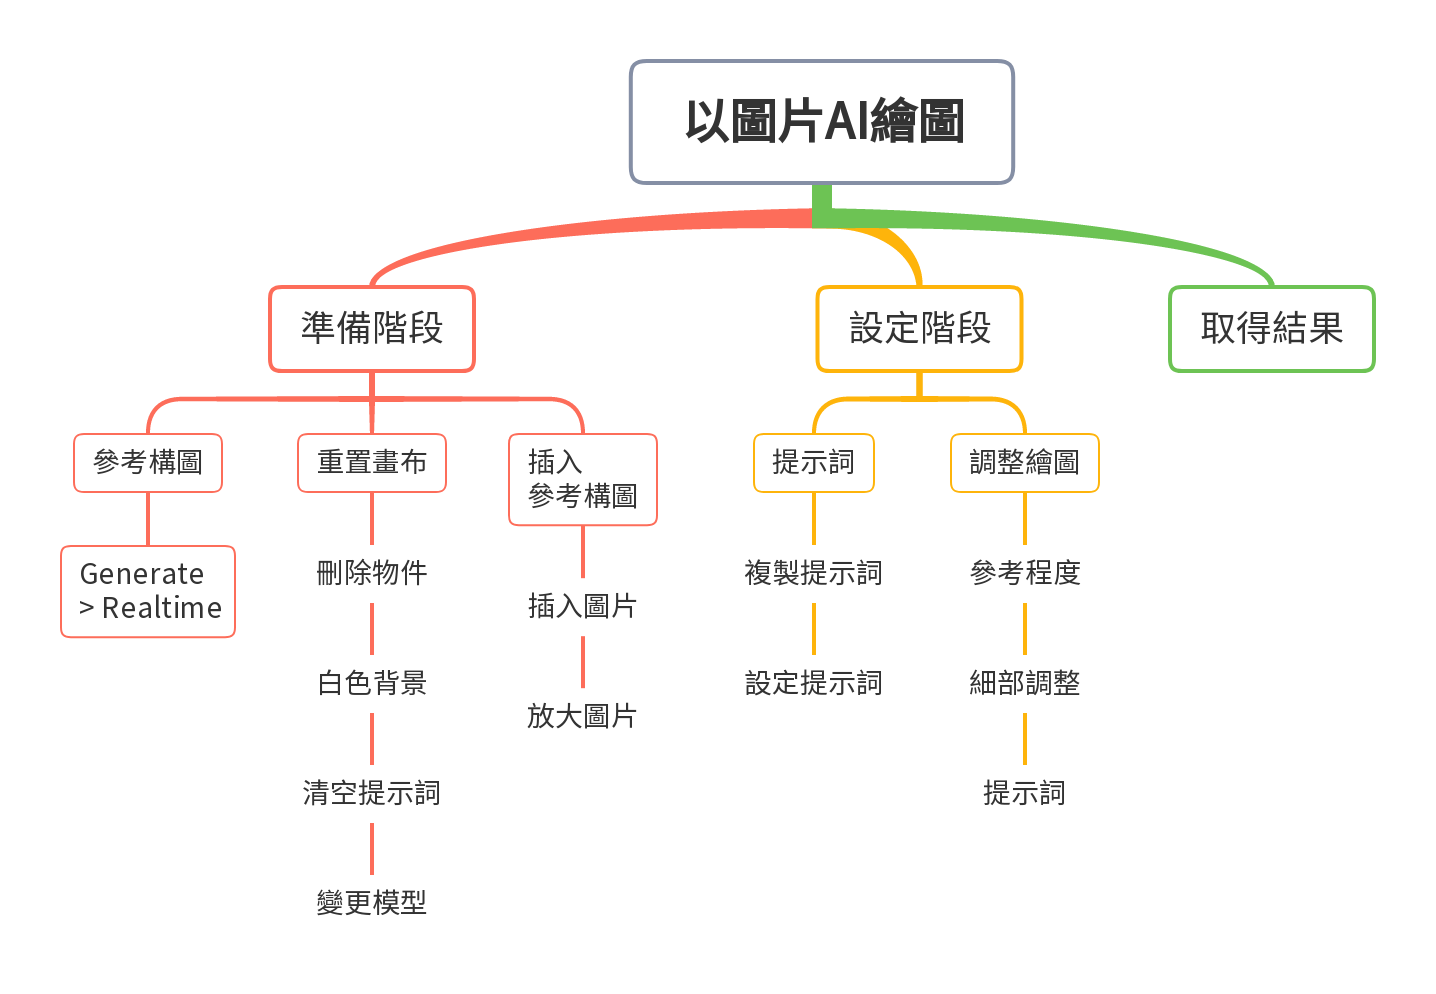 以圖片AI繪圖
準備階段
設定階段
取得結果
參考構圖
重置畫布
插入
參考構圖
提示詞
調整繪圖
Generate
> Realtime
刪除物件
插入圖片
複製提示詞
參考程度
白色背景
放大圖片
設定提示詞
細部調整
清空提示詞
提示詞
變更模型